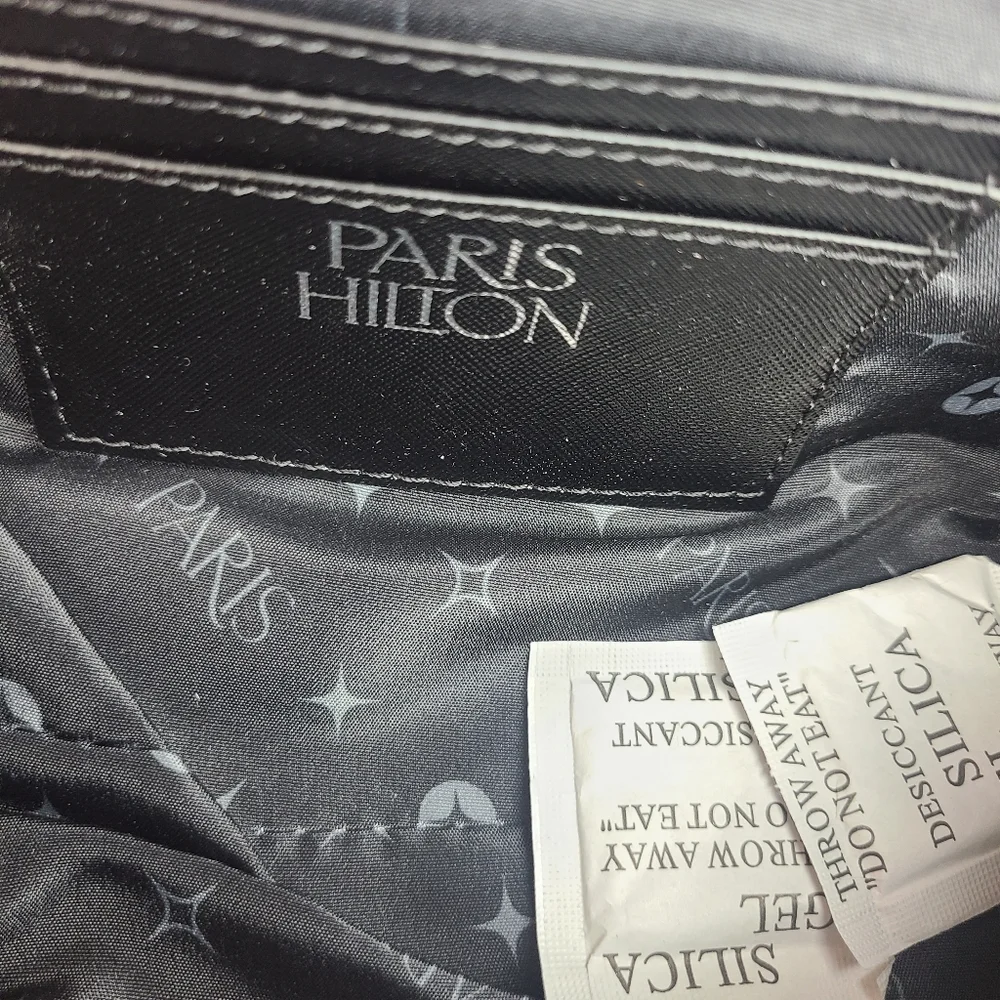 PARIS
HILTON
PARIS
SILICA
DESICCANT
"DO NOT EAT"
THROW AWAY
SILICA
GEL
THROW AWAY
"DO NOT EAT"
DESICCANT
SILICA